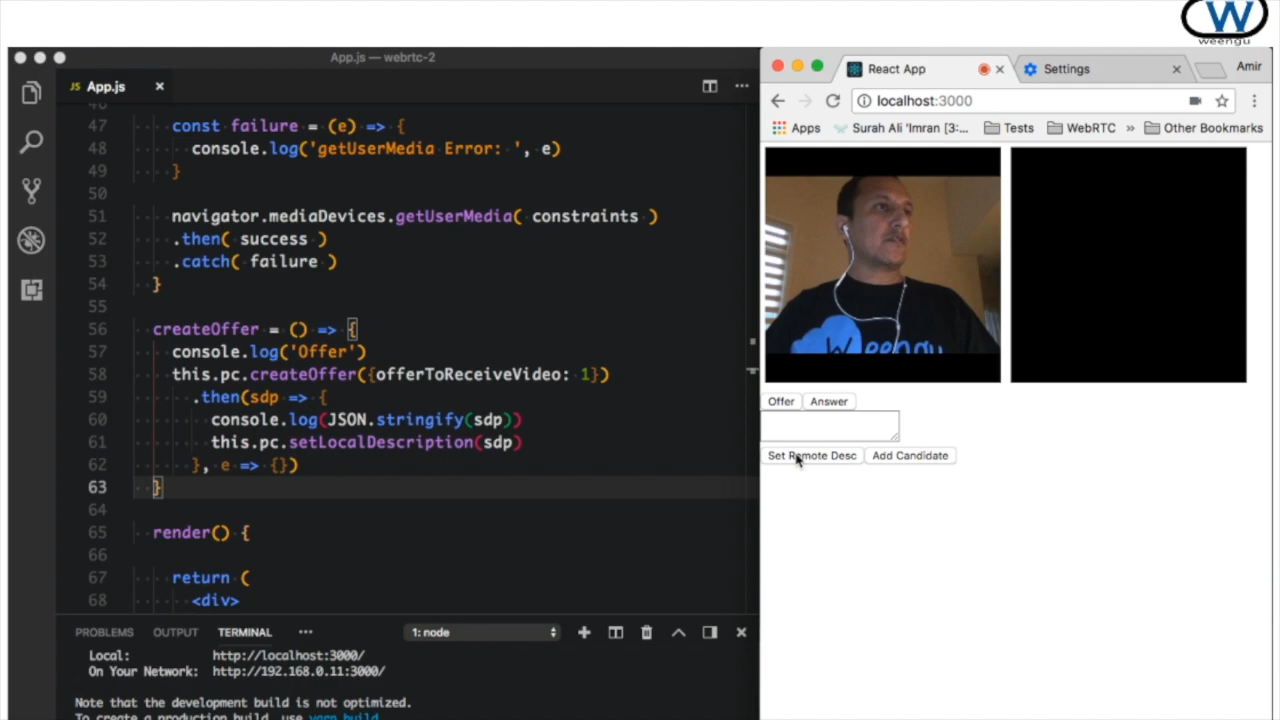 W
weengu
App.js — webrtc-2
JS App.js ×
47 const failure = (e) => {
48 console.log('getUserMedia Error: ', e)
49 }
50
51 navigator.mediaDevices.getUserMedia( constraints )
52 .then( success )
53 .catch( failure )
54 }
55
56 createOffer = () => {
57 console.log('Offer')
58 this.pc.createOffer({offerToReceiveVideo: 1})
59 .then(sdp => {
60 console.log(JSON.stringify(sdp))
61 this.pc.setLocalDescription(sdp)
62 }, e => {})
63 }
64
65 render() {
66
67 return (
68 <div>
PROBLEMS OUTPUT TERMINAL ··· 1: node
Local: http://localhost:3000/
On Your Network: http://192.168.0.11:3000/
Note that the development build is not optimized.
To create a production build, use yarn build
React App × Settings × Amir
localhost:3000
Apps Surah Ali 'Imran [3:... Tests WebRTC » Other Bookmarks
Weengu
Offer Answer
Set Remote Desc Add Candidate